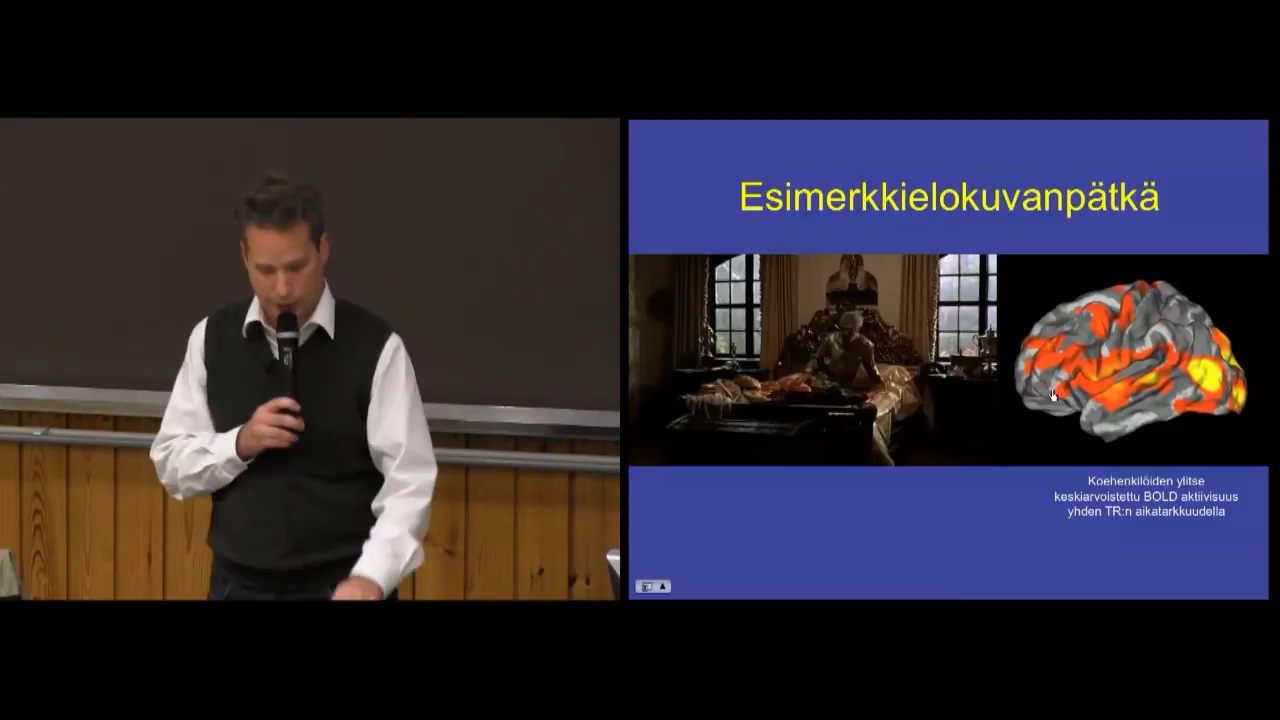 Esimerkkielokuvanpätkä
Koehenkilöiden ylitse
keskiarvoistettu BOLD aktiivisuus
yhden TR:n aikatarkkuudella